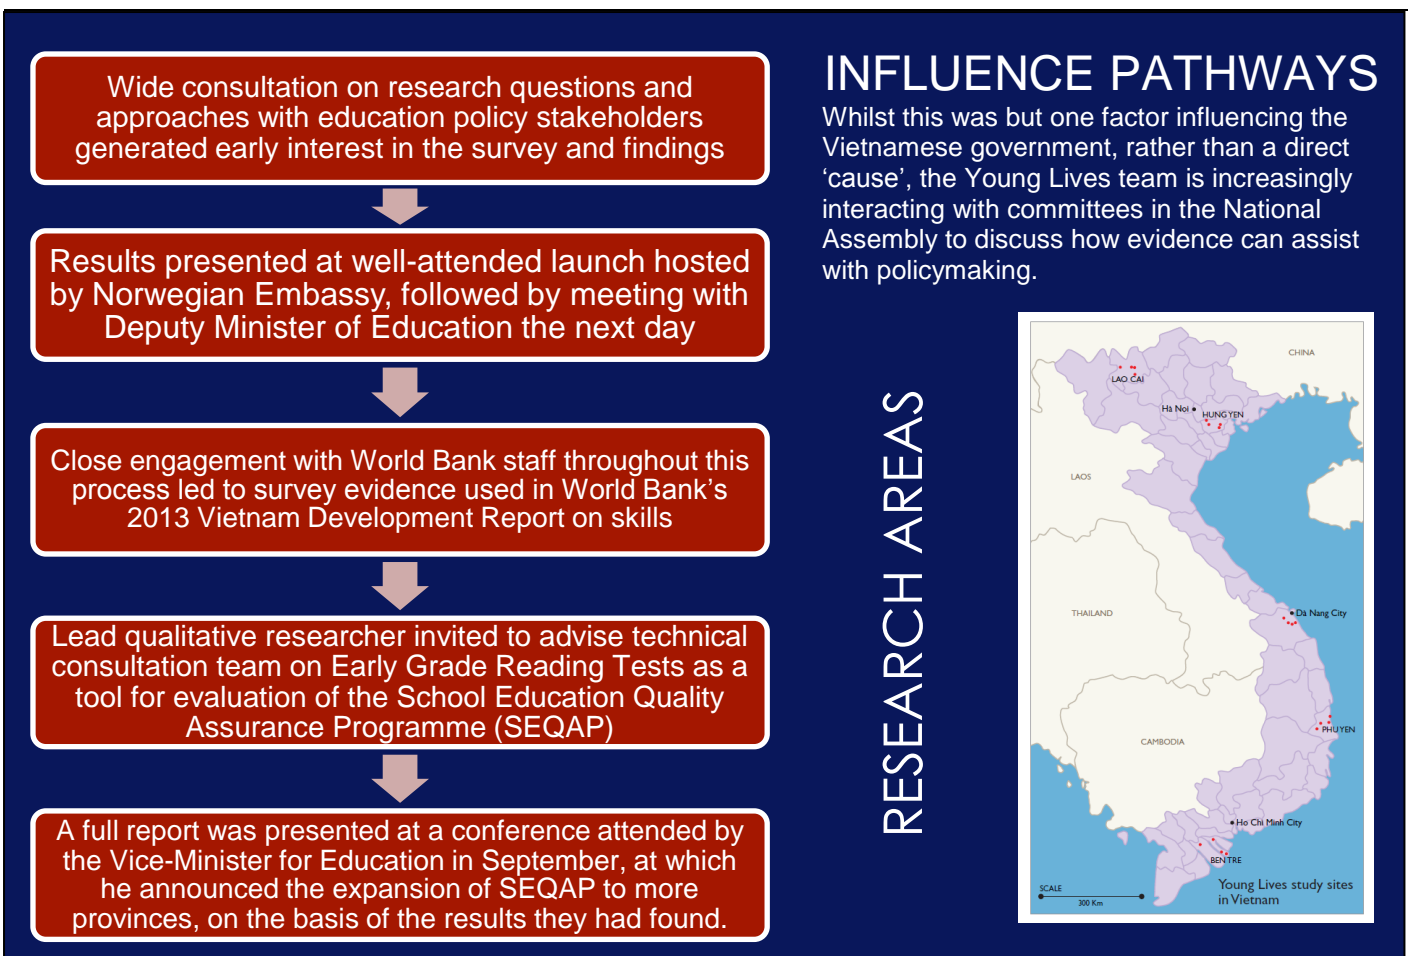 Wide consultation on research questions and
approaches with education policy stakeholders
generated early interest in the survey and findings
Results presented at well-attended launch hosted
by Norwegian Embassy, followed by meeting with
Deputy Minister of Education the next day
Close engagement with World Bank staff throughout this
process led to survey evidence used in World Bank's
2013 Vietnam Development Report on skills
Lead qualitative researcher invited to advise technical
consultation team on Early Grade Reading Tests as a
tool for evaluation of the School Education Quality
Assurance Programme (SEQAP)
A full report was presented at a conference attended by
the Vice-Minister for Education in September, at which
he announced the expansion of SEQAP to more
provinces, on the basis of the results they had found.
INFLUENCE PATHWAYS
Whilst this was but one factor influencing the
Vietnamese government, rather than a direct
‘cause’, the Young Lives team is increasingly
interacting with committees in the National
Assembly to discuss how evidence can assist
with policymaking.
RESEARCH AREAS
CHINA
LAO CAI
Hà Noi
HUNG YEN
LAOS
THAILAND
Dà Nang City
PHU YEN
CAMBODIA
Ho Chi Minh City
BEN TRE
SCALE
300 Km
Young Lives study sites
in Vietnam